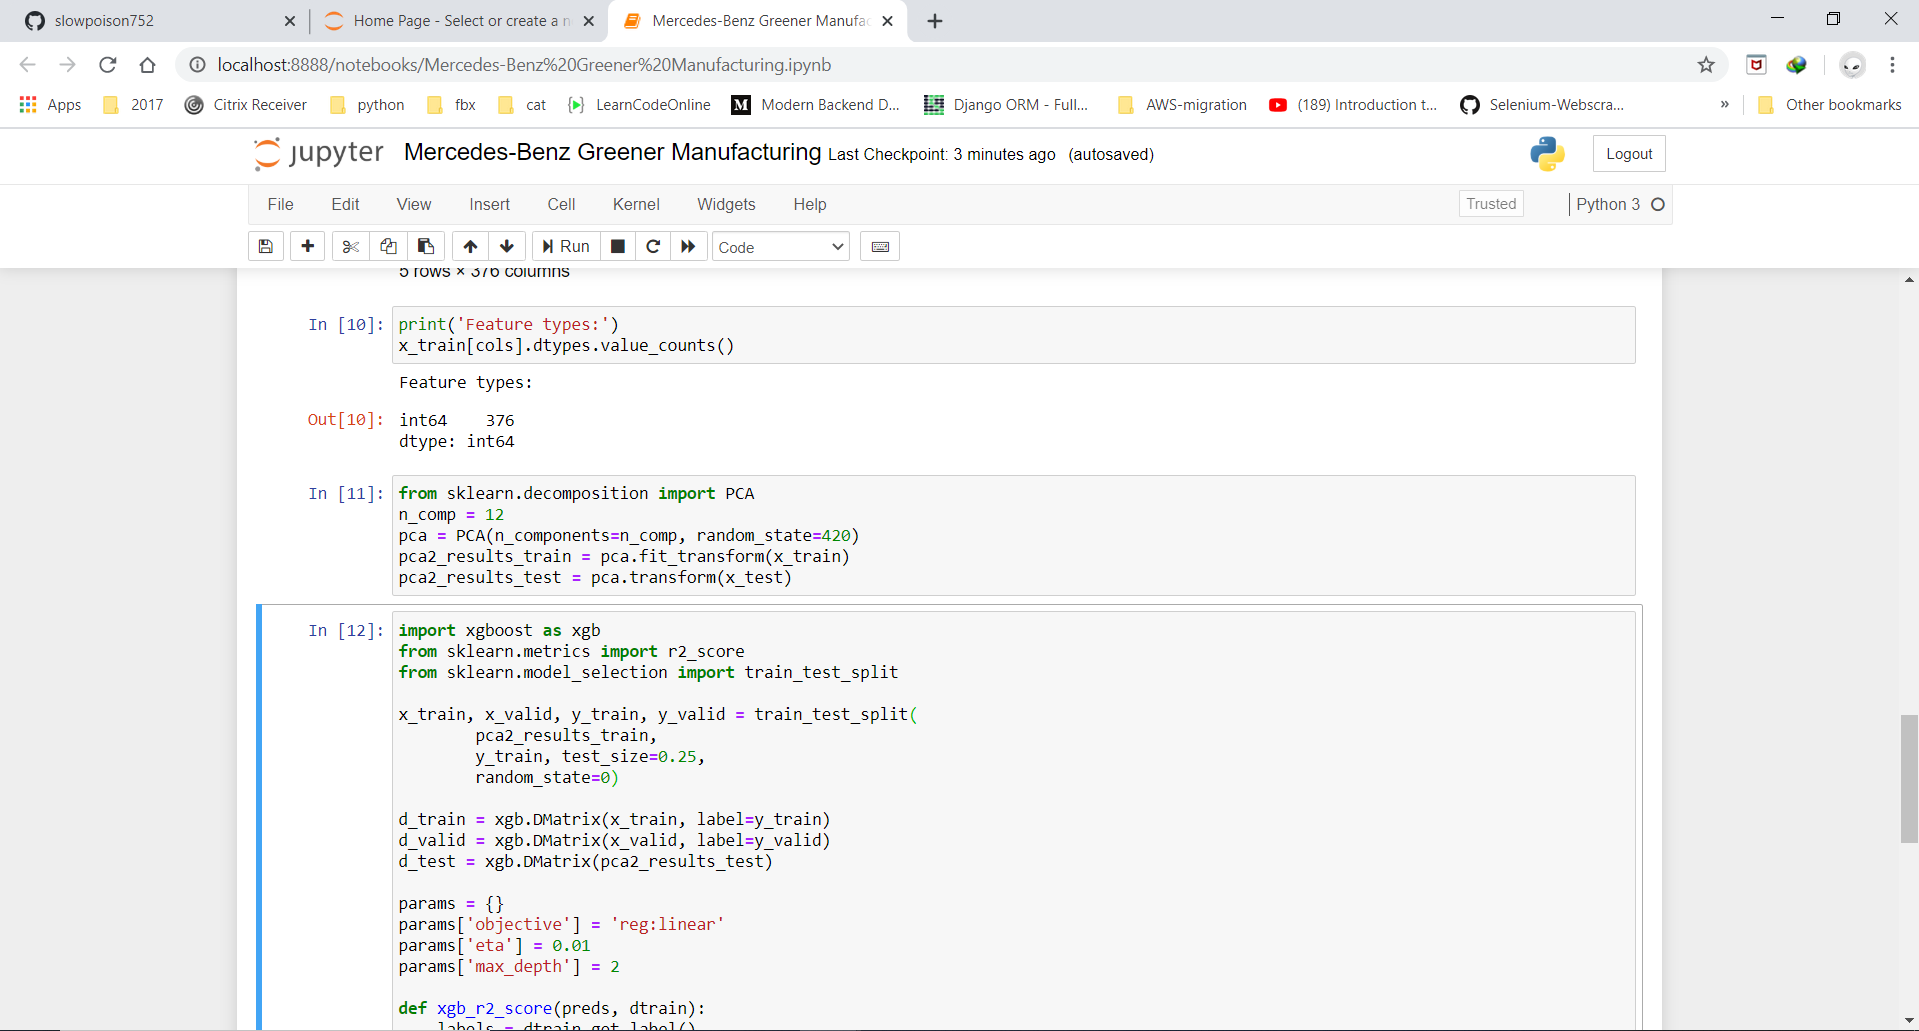 slowpoison752
Home Page - Select or create a n
Mercedes-Benz Greener Manufac
localhost:8888/notebooks/Mercedes-Benz%20Greener%20Manufacturing.ipynb
Apps 2017 Citrix Receiver python fbx cat LearnCodeOnline M Modern Backend D... Django ORM - Full... AWS-migration (189) Introduction t... Selenium-Webscra... » Other bookmarks
jupyter Mercedes-Benz Greener Manufacturing Last Checkpoint: 3 minutes ago (autosaved) Logout
File Edit View Insert Cell Kernel Widgets Help Trusted Python 3
Run Code
5 rows × 376 columns
In [10]: print('Feature types:')
x_train[cols].dtypes.value_counts()
Feature types:
Out[10]: int64    376
dtype: int64
In [11]: from sklearn.decomposition import PCA
n_comp = 12
pca = PCA(n_components=n_comp, random_state=420)
pca2_results_train = pca.fit_transform(x_train)
pca2_results_test = pca.transform(x_test)
In [12]: import xgboost as xgb
from sklearn.metrics import r2_score
from sklearn.model_selection import train_test_split
x_train, x_valid, y_train, y_valid = train_test_split(
        pca2_results_train,
        y_train, test_size=0.25,
        random_state=0)
d_train = xgb.DMatrix(x_train, label=y_train)
d_valid = xgb.DMatrix(x_valid, label=y_valid)
d_test = xgb.DMatrix(pca2_results_test)
params = {}
params['objective'] = 'reg:linear'
params['eta'] = 0.01
params['max_depth'] = 2
def xgb_r2_score(preds, dtrain):
    labels = dtrain.get_label()